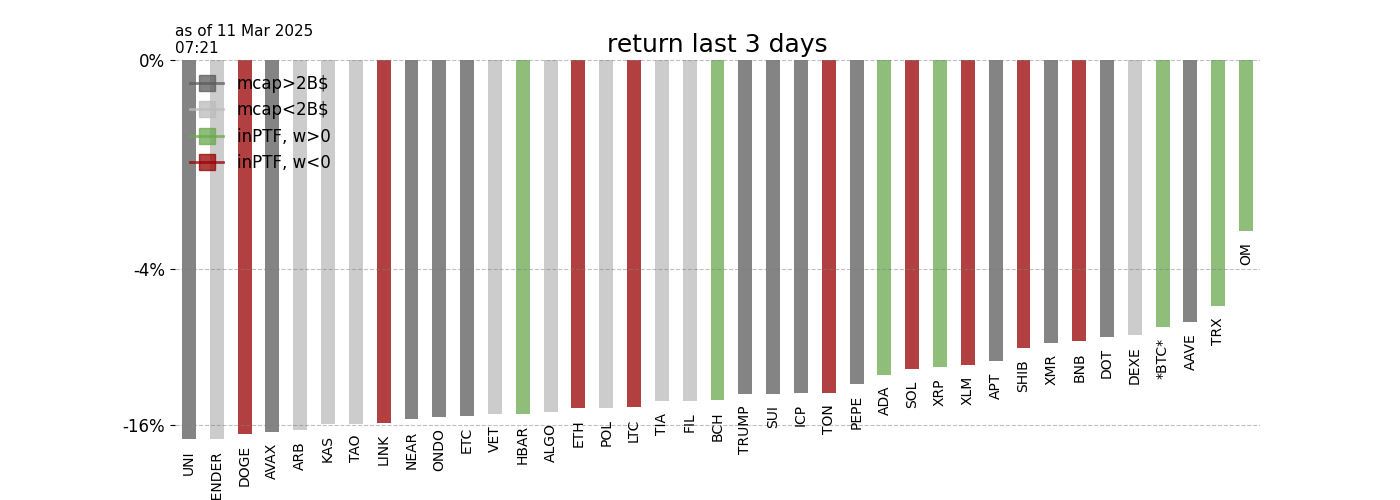 as of 11 Mar 2025
07:21
return last 3 days
0%
-4%
-16%
mcap>2B$
mcap<2B$
inPTF, w>0
inPTF, w<0
UNI
ENDER
DOGE
AVAX
ARB
KAS
TAO
LINK
NEAR
ONDO
ETC
VET
HBAR
ALGO
ETH
POL
LTC
TIA
FIL
BCH
TRUMP
SUI
ICP
TON
PEPE
ADA
SOL
XRP
XLM
APT
SHIB
XMR
BNB
DOT
DEXE
*BTC*
AAVE
TRX
OM